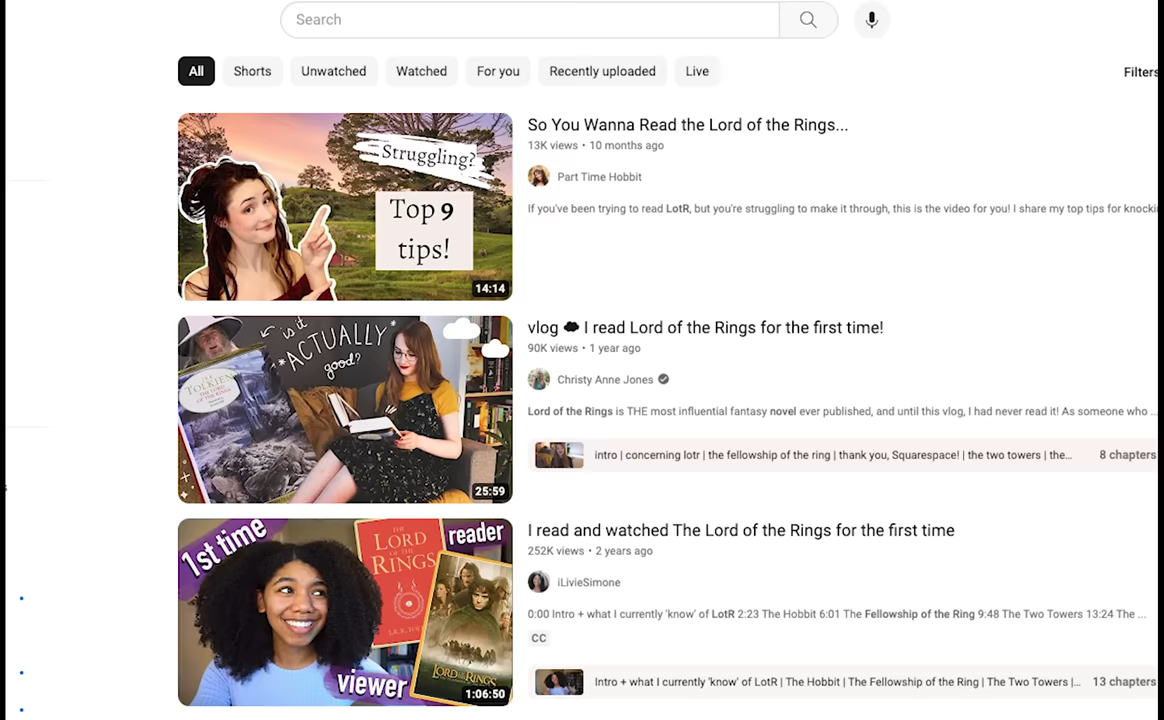 Search
All Shorts Unwatched Watched For you Recently uploaded Live Filters
Struggling?
Top 9
tips!
14:14
So You Wanna Read the Lord of the Rings...
13K views • 10 months ago
Part Time Hobbit
If you've been trying to read LotR, but you're struggling to make it through, this is the video for you! I share my top tips for knocki
is it
*ACTUALLY*
good?
TOLKIEN
25:59
vlog I read Lord of the Rings for the first time!
90K views • 1 year ago
Christy Anne Jones
Lord of the Rings is THE most influential fantasy novel ever published, and until this vlog, I had never read it! As someone who ...
intro | concerning lotr | the fellowship of the ring | thank you, Squarespace! | the two towers | the... 8 chapters
1st time
THE
LORD
OF THE
RINGS
reader
THE
LORD OF THE RINGS
viewer
1:06:50
I read and watched The Lord of the Rings for the first time
252K views • 2 years ago
iLivieSimone
0:00 Intro + what I currently 'know' of LotR 2:23 The Hobbit 6:01 The Fellowship of the Ring 9:48 The Two Towers 13:24 The ...
CC
Intro + what I currently 'know' of LotR | The Hobbit | The Fellowship of the Ring | The Two Towers |... 13 chapters